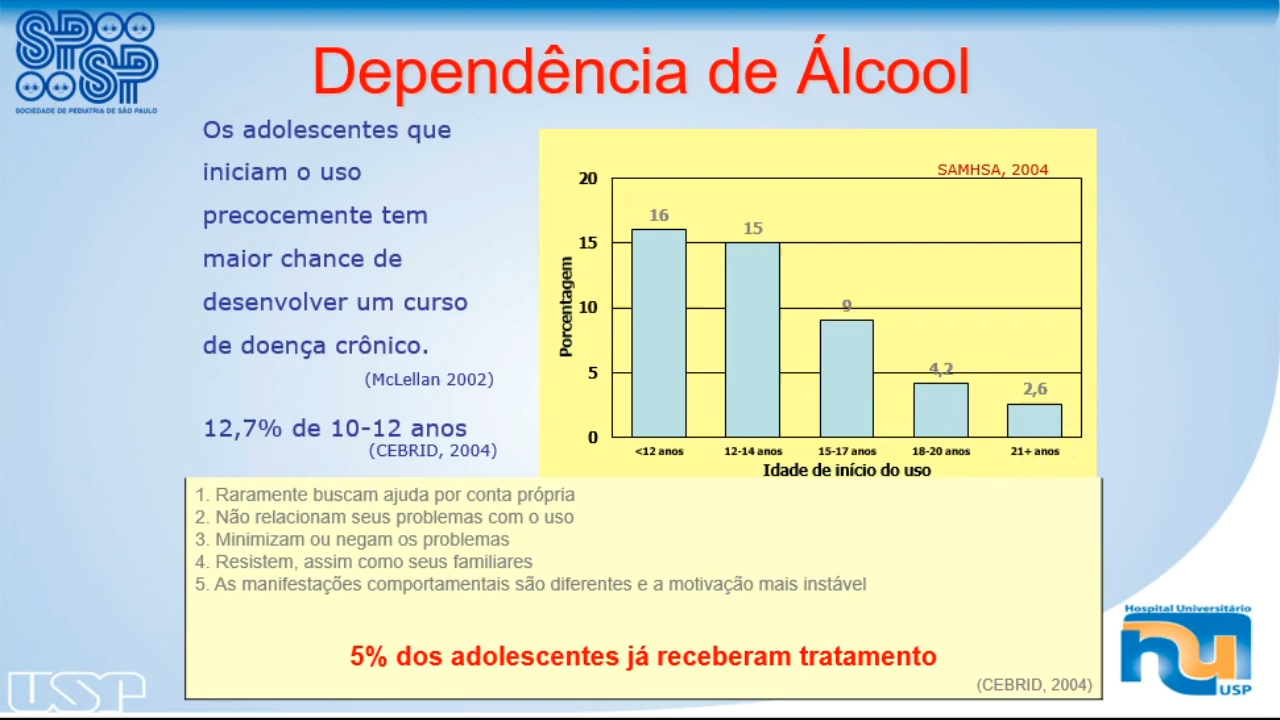 SPSP
SOCIEDADE DE PEDIATRIA DE SÃO PAULO
Dependência de Álcool
Os adolescentes que
iniciam o uso
precocemente tem
maior chance de
desenvolver um curso
de doença crônico.
(McLellan 2002)
12,7% de 10-12 anos
(CEBRID, 2004)
SAMHSA, 2004
Porcentagem
20
15
10
5
0
16
15
9
4,2
2,6
<12 anos
12-14 anos
15-17 anos
18-20 anos
21+ anos
Idade de início do uso
1. Raramente buscam ajuda por conta própria
2. Não relacionam seus problemas com o uso
3. Minimizam ou negam os problemas
4. Resistem, assim como seus familiares
5. As manifestações comportamentais são diferentes e a motivação mais instável
5% dos adolescentes já receberam tratamento
(CEBRID, 2004)
USP
Hospital Universitário
hu
USP